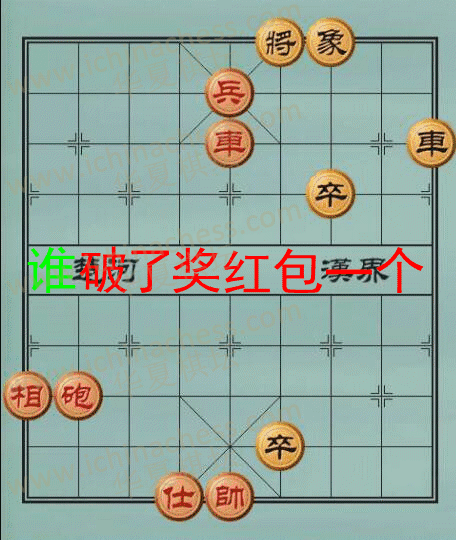 將 象
兵
車 車
卒
谁破了奖红包一个
楚河 漢界
相 砲
卒
仕 帥